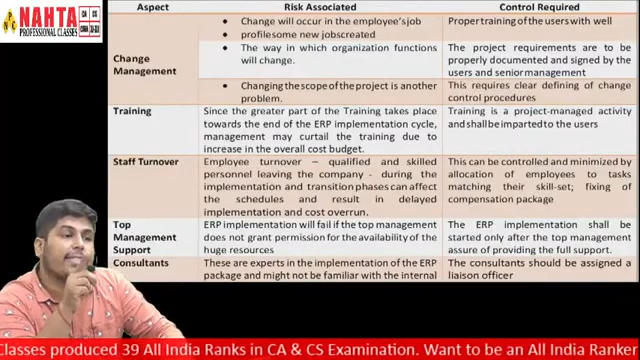 NAHTA
PROFESSIONAL CLASSES
CA
CS
CMA
Aspect
Risk Associated
Control Required
Change
Management
• Change will occur in the employee's job
• profile some new jobs created
Proper training of the users with well
• The way in which organization functions
will change.
The project requirements are to be
properly documented and signed by the
users and senior management
• Changing the scope of the project is another
problem.
This requires clear defining of change
control procedures
Training
Since the greater part of the Training takes place
towards the end of the ERP implementation cycle,
management may curtail the training due to
increase in the overall cost budget.
Training is a project-managed activity
and shall be imparted to the users
Staff Turnover
Employee turnover – qualified and skilled
personnel leaving the company - during the
implementation and transition phases can affect
the schedules and result in delayed
implementation and cost overrun.
This can be controlled and minimized by
allocation of employees to tasks
matching their skill-set; fixing of
compensation package
Top
Management
Support
ERP implementation will fail if the top management
does not grant permission for the availability of the
huge resources
The ERP implementation shall be
started only after the top management
assure of providing the full support.
Consultants
These are experts in the implementation of the ERP
package and might not be familiar with the internal
The consultants should be assigned a
liaison officer
Classes produced 39 All India Ranks in CA & CS Examination. Want to be an All India Ranker